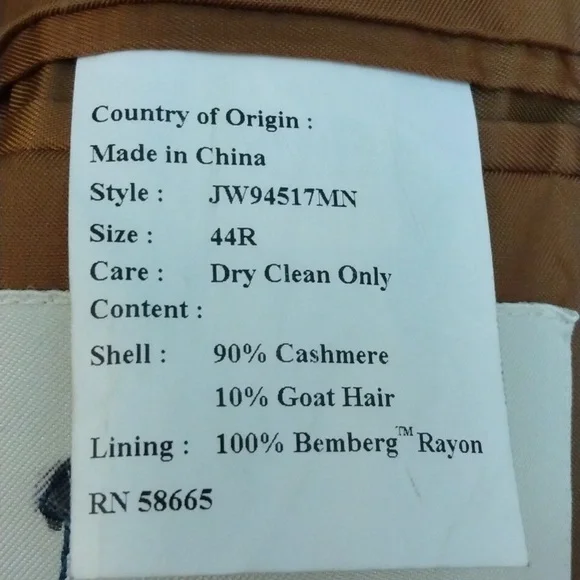 Country of Origin :
Made in China
Style : JW94517MN
Size : 44R
Care : Dry Clean Only
Content :
Shell : 90% Cashmere
10% Goat Hair
Lining : 100% Bemberg™ Rayon
RN 58665